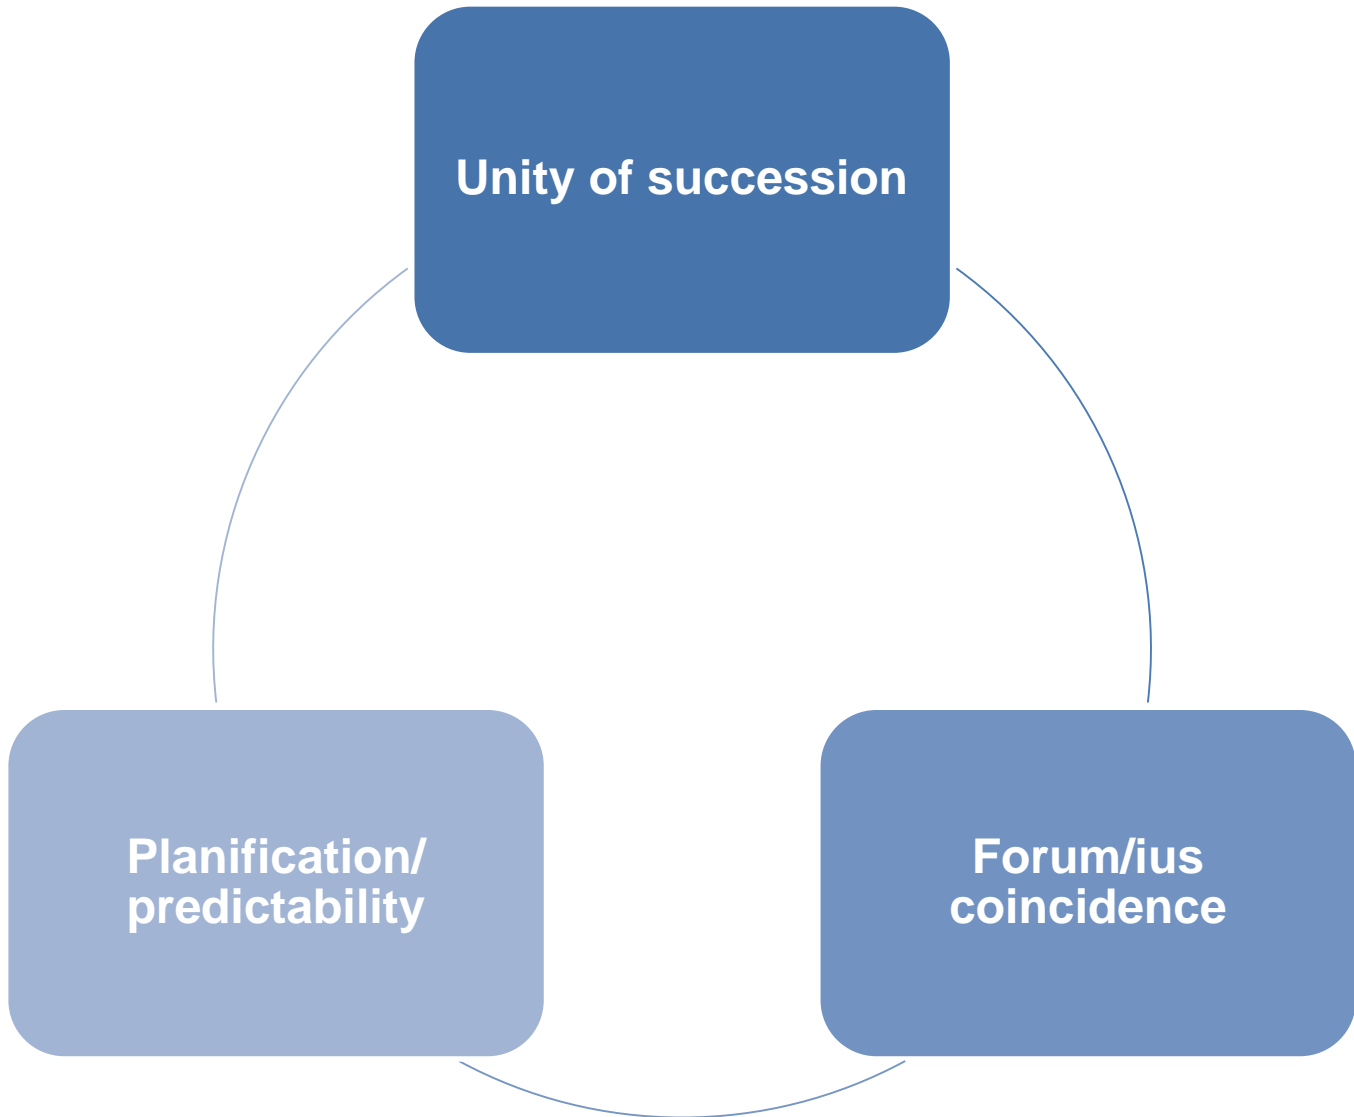 Unity of succession
Planification/
predictability
Forum/ius
coincidence